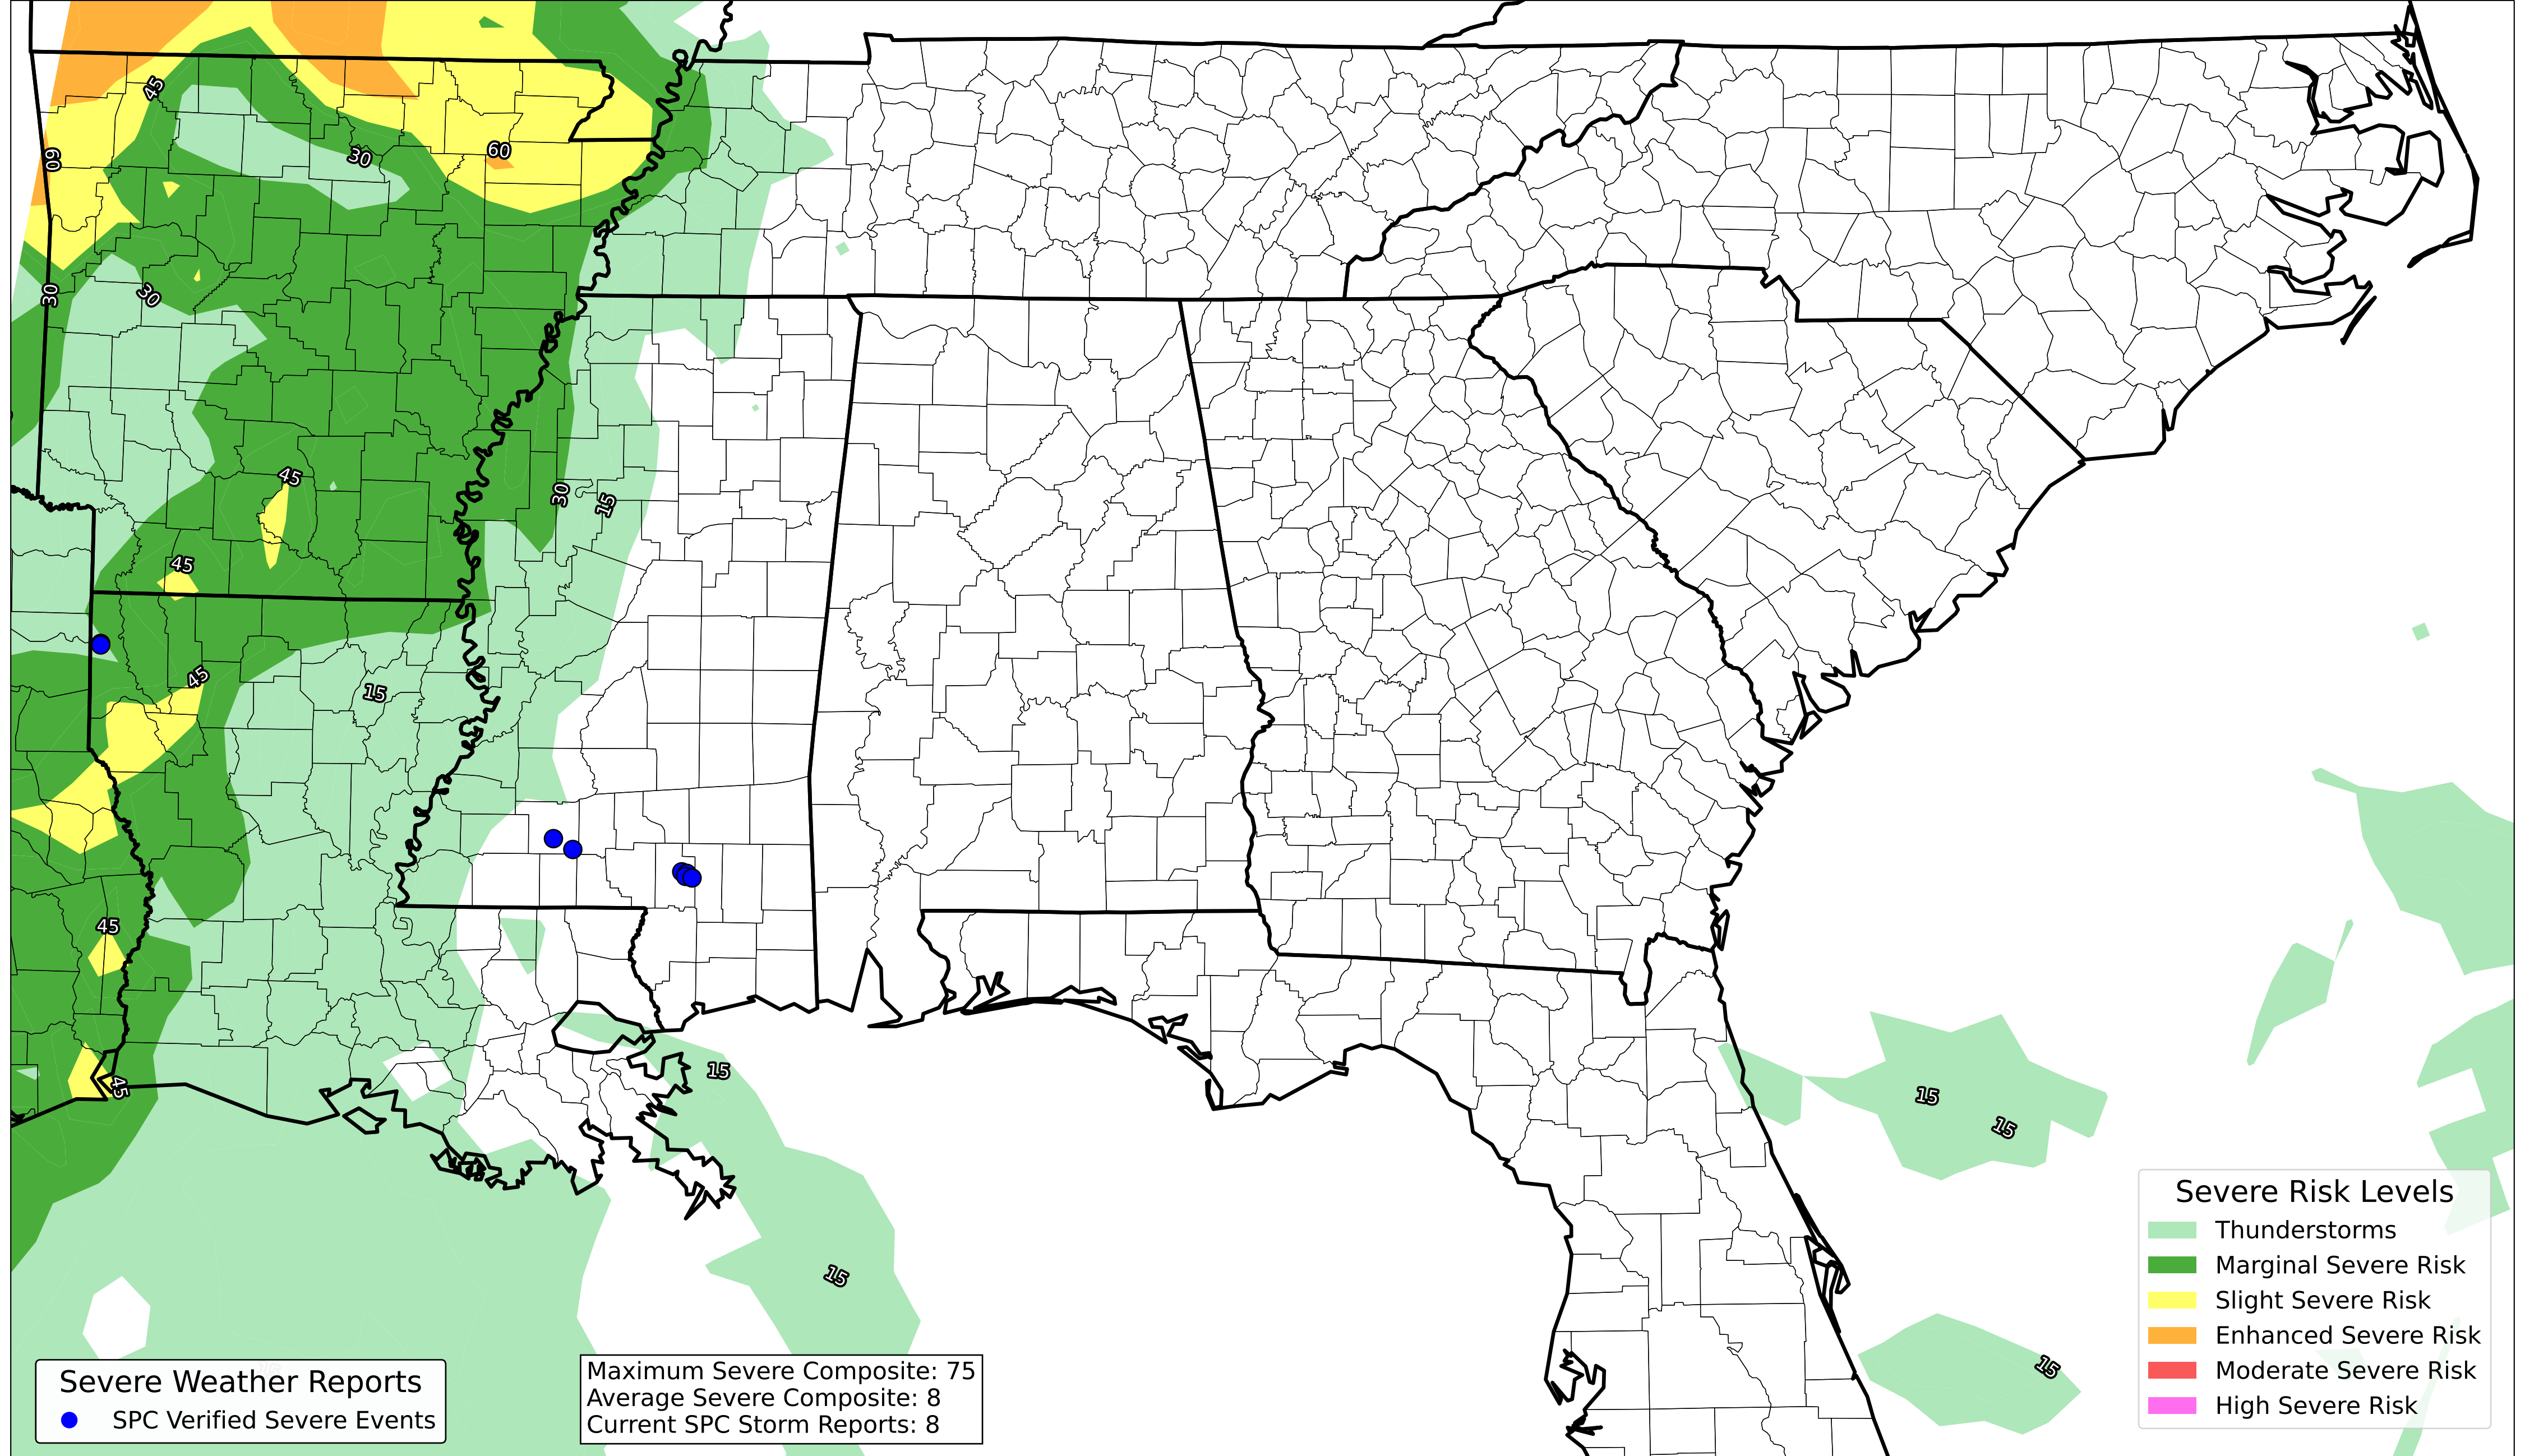 45
60
30
60
30
30
45
30
15
45
45
15
45
15
15
15
45
15
15
Severe Risk Levels
Thunderstorms
Marginal Severe Risk
Slight Severe Risk
Enhanced Severe Risk
Moderate Severe Risk
High Severe Risk
Severe Weather Reports
SPC Verified Severe Events
Maximum Severe Composite: 75
Average Severe Composite: 8
Current SPC Storm Reports: 8
15